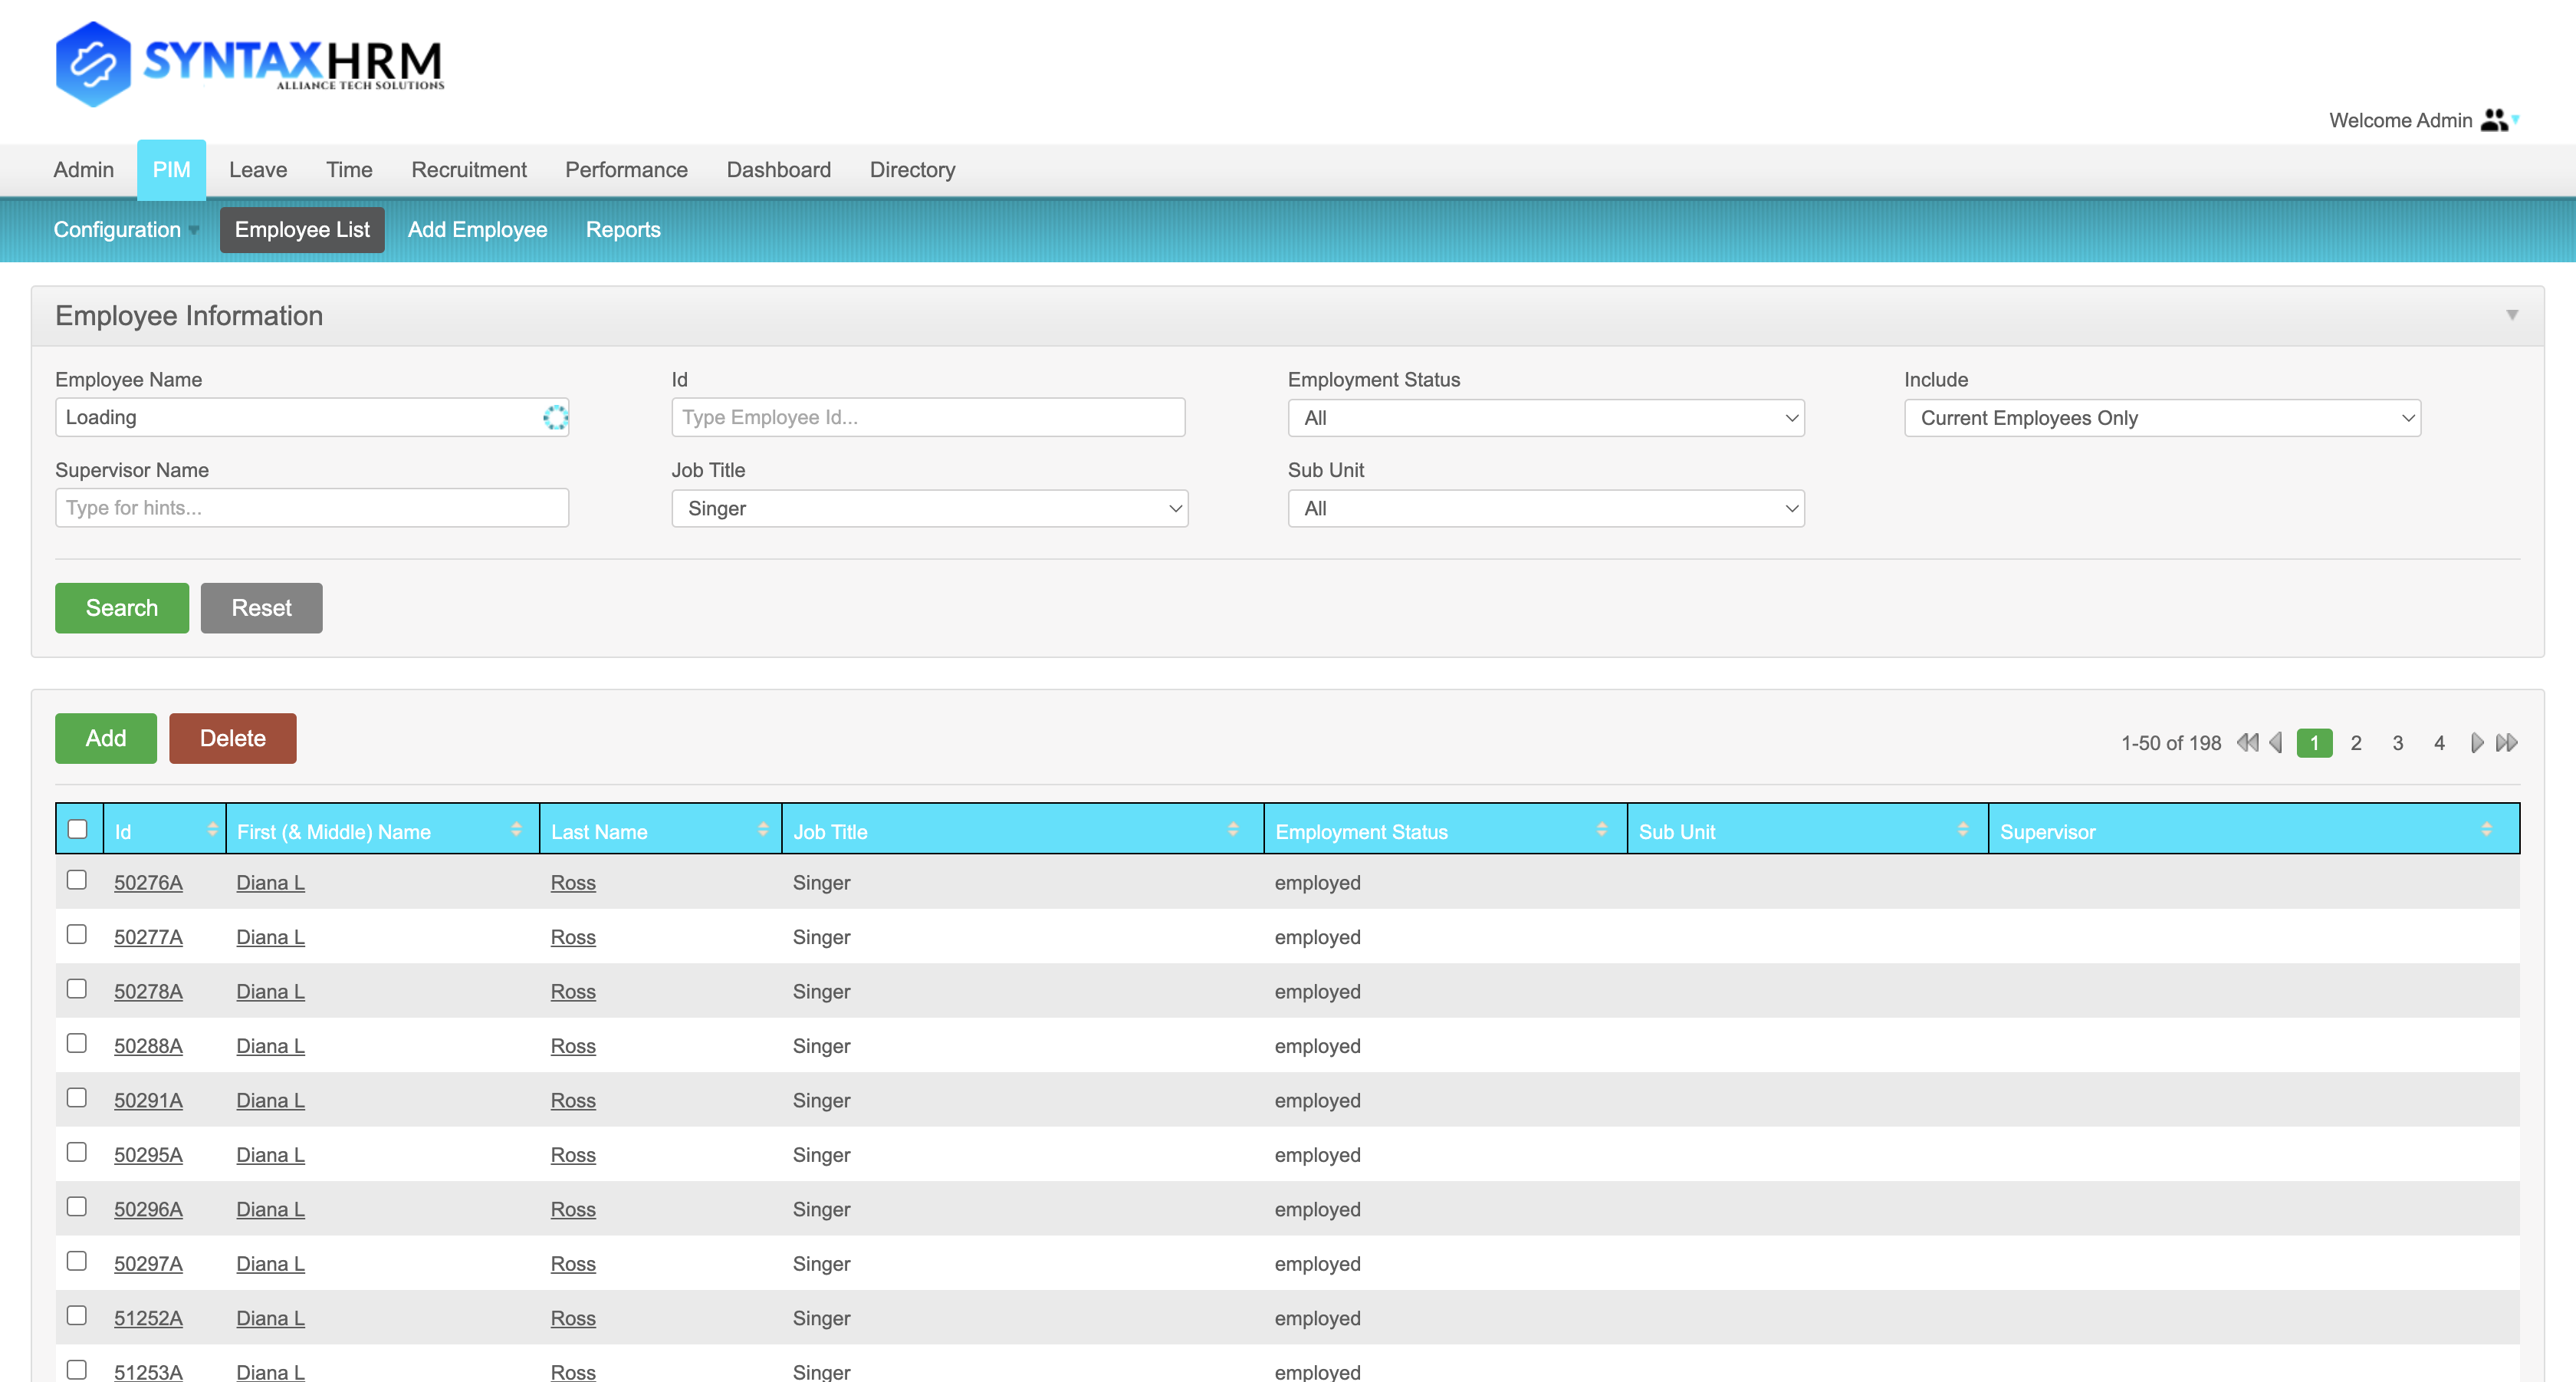 SYNTAXHRM
ALLIANCE TECH SOLUTIONS
Welcome Admin
Admin PIM Leave Time Recruitment Performance Dashboard Directory
Configuration Employee List Add Employee Reports
Employee Information
Employee Name Id Employment Status Include
Loading Type Employee Id... All Current Employees Only
Supervisor Name Job Title Sub Unit
Type for hints... Singer All
Search Reset
Add Delete 1-50 of 198 1 2 3 4
Id First (& Middle) Name Last Name Job Title Employment Status Sub Unit Supervisor
50276A Diana L Ross Singer employed
50277A Diana L Ross Singer employed
50278A Diana L Ross Singer employed
50288A Diana L Ross Singer employed
50291A Diana L Ross Singer employed
50295A Diana L Ross Singer employed
50296A Diana L Ross Singer employed
50297A Diana L Ross Singer employed
51252A Diana L Ross Singer employed
51253A Diana L Ross Singer employed